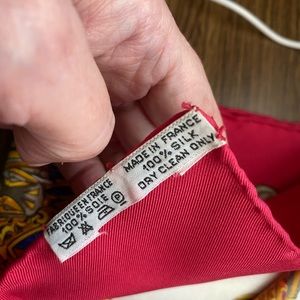 MADE IN FRANCE
100% SILK
DRY CLEAN ONLY
FABRIQUE EN FRANCE
100% SOIE